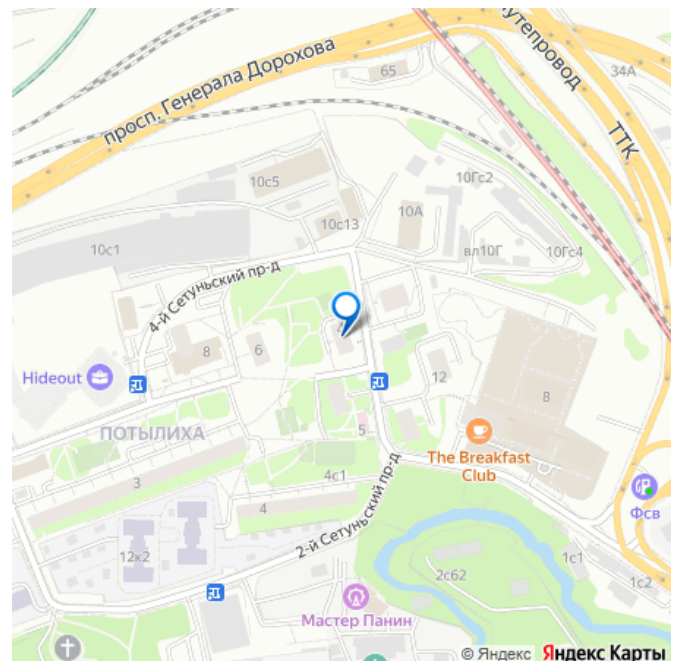 путепровод
34А
ТТК
65
просп. Генерала Дорохова
10с5
10Гс2
10с13
10А
10с1
вл10Г
10Гс4
4-й Сетуньский пр-д
8
6
Hideout
12
8
ПОТЫЛИХА
5
The Breakfast
Club
3
4с1
4
Фсв
2-й Сетуньский пр-д
12к2
2с62
1с1
1с2
Мастер Панин
© Яндекс Яндекс Карты